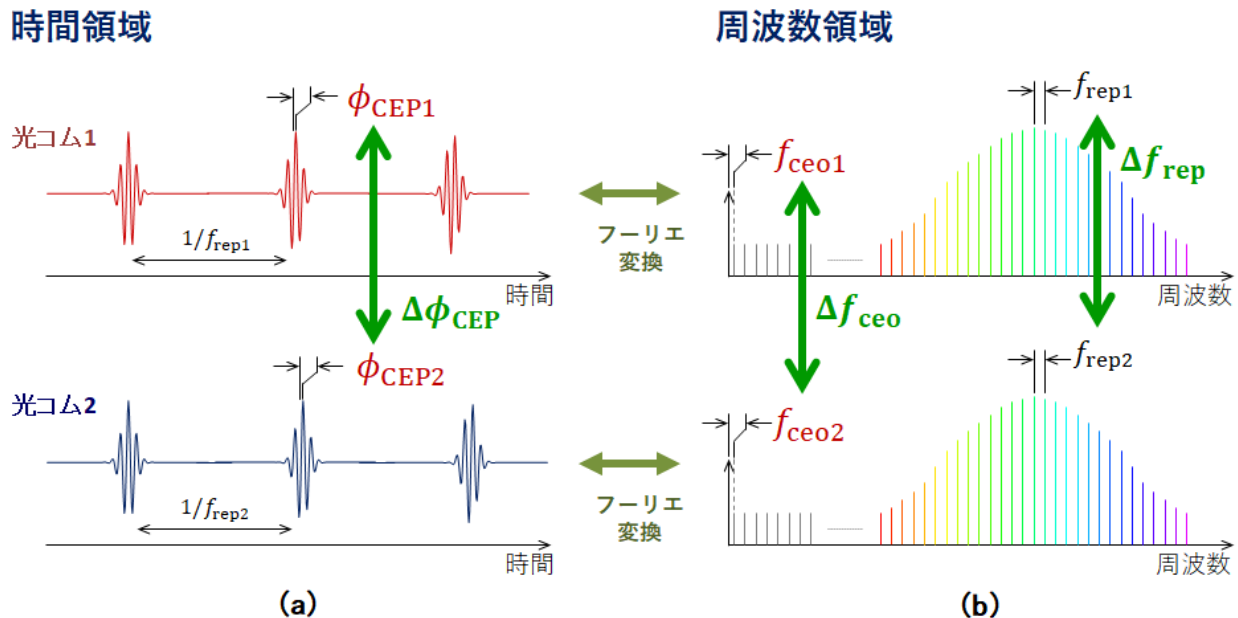 時間領域
周波数領域
ϕCEP1
光コム1
1/frep1
時間
ΔϕCEP
ϕCEP2
光コム2
1/frep2
時間
フーリエ
変換
フーリエ
変換
frep1
fceo1
Δfrep
周波数
Δfceo
frep2
fceo2
周波数
(a)
(b)